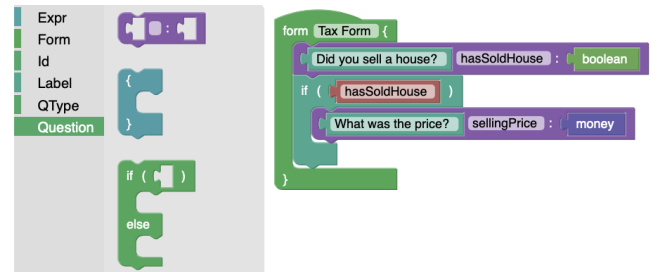 Expr
Form
Id
Label
QType
Question
:
{
}
if ( )
else
form Tax Form {
Did you sell a house? hasSoldHouse : boolean
if ( hasSoldHouse )
What was the price? sellingPrice : money
}